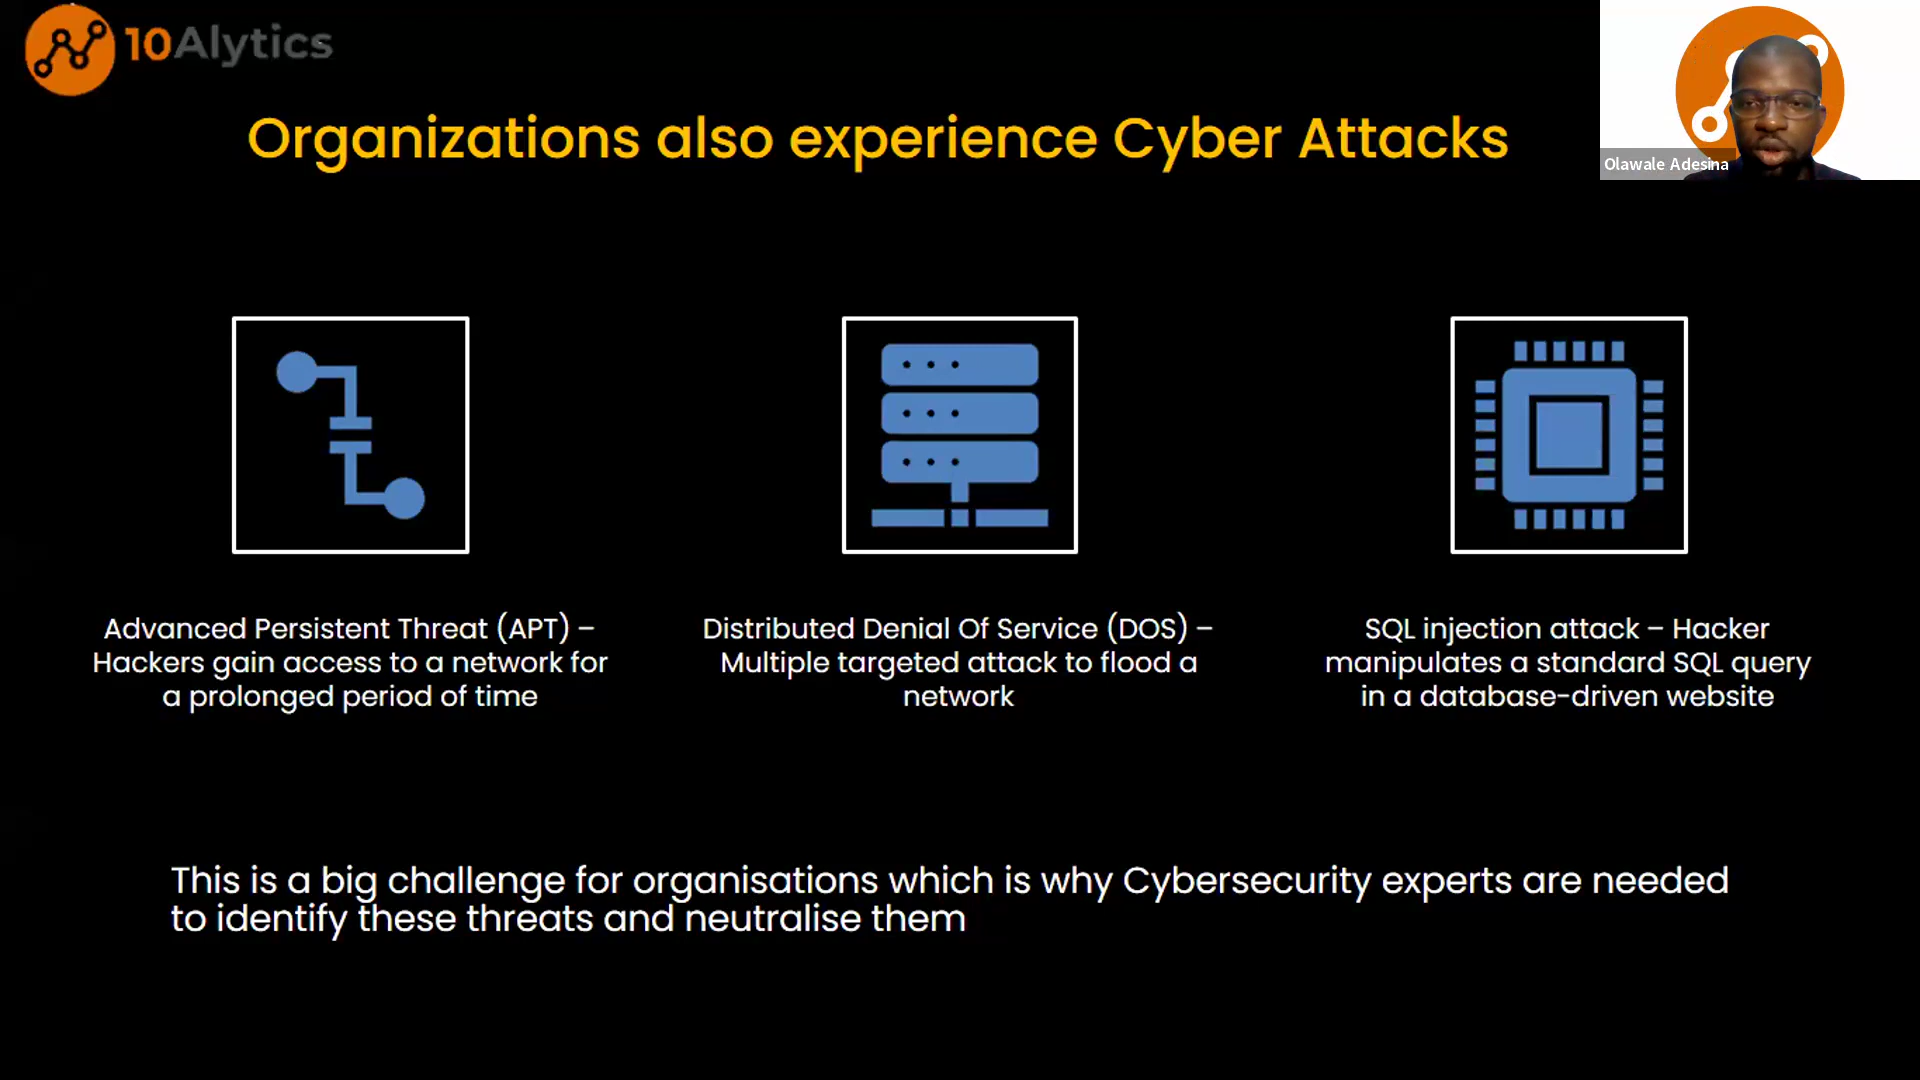 10Alytics
Organizations also experience Cyber Attacks
Olawale Adesina
Advanced Persistent Threat (APT) –
Hackers gain access to a network for
a prolonged period of time
Distributed Denial Of Service (DOS) –
Multiple targeted attack to flood a
network
SQL injection attack – Hacker
manipulates a standard SQL query
in a database-driven website
This is a big challenge for organisations which is why Cybersecurity experts are needed
to identify these threats and neutralise them